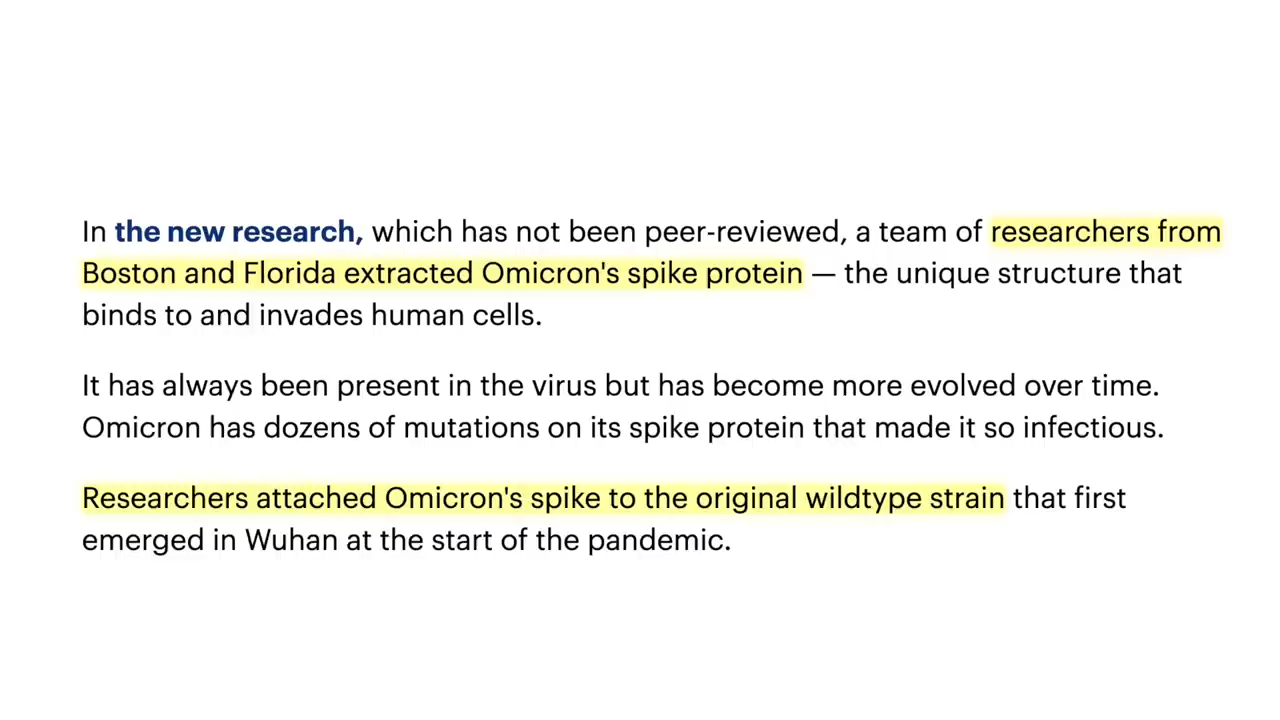 In the new research, which has not been peer-reviewed, a team of researchers from
Boston and Florida extracted Omicron's spike protein — the unique structure that
binds to and invades human cells.
It has always been present in the virus but has become more evolved over time.
Omicron has dozens of mutations on its spike protein that made it so infectious.
Researchers attached Omicron's spike to the original wildtype strain that first
emerged in Wuhan at the start of the pandemic.